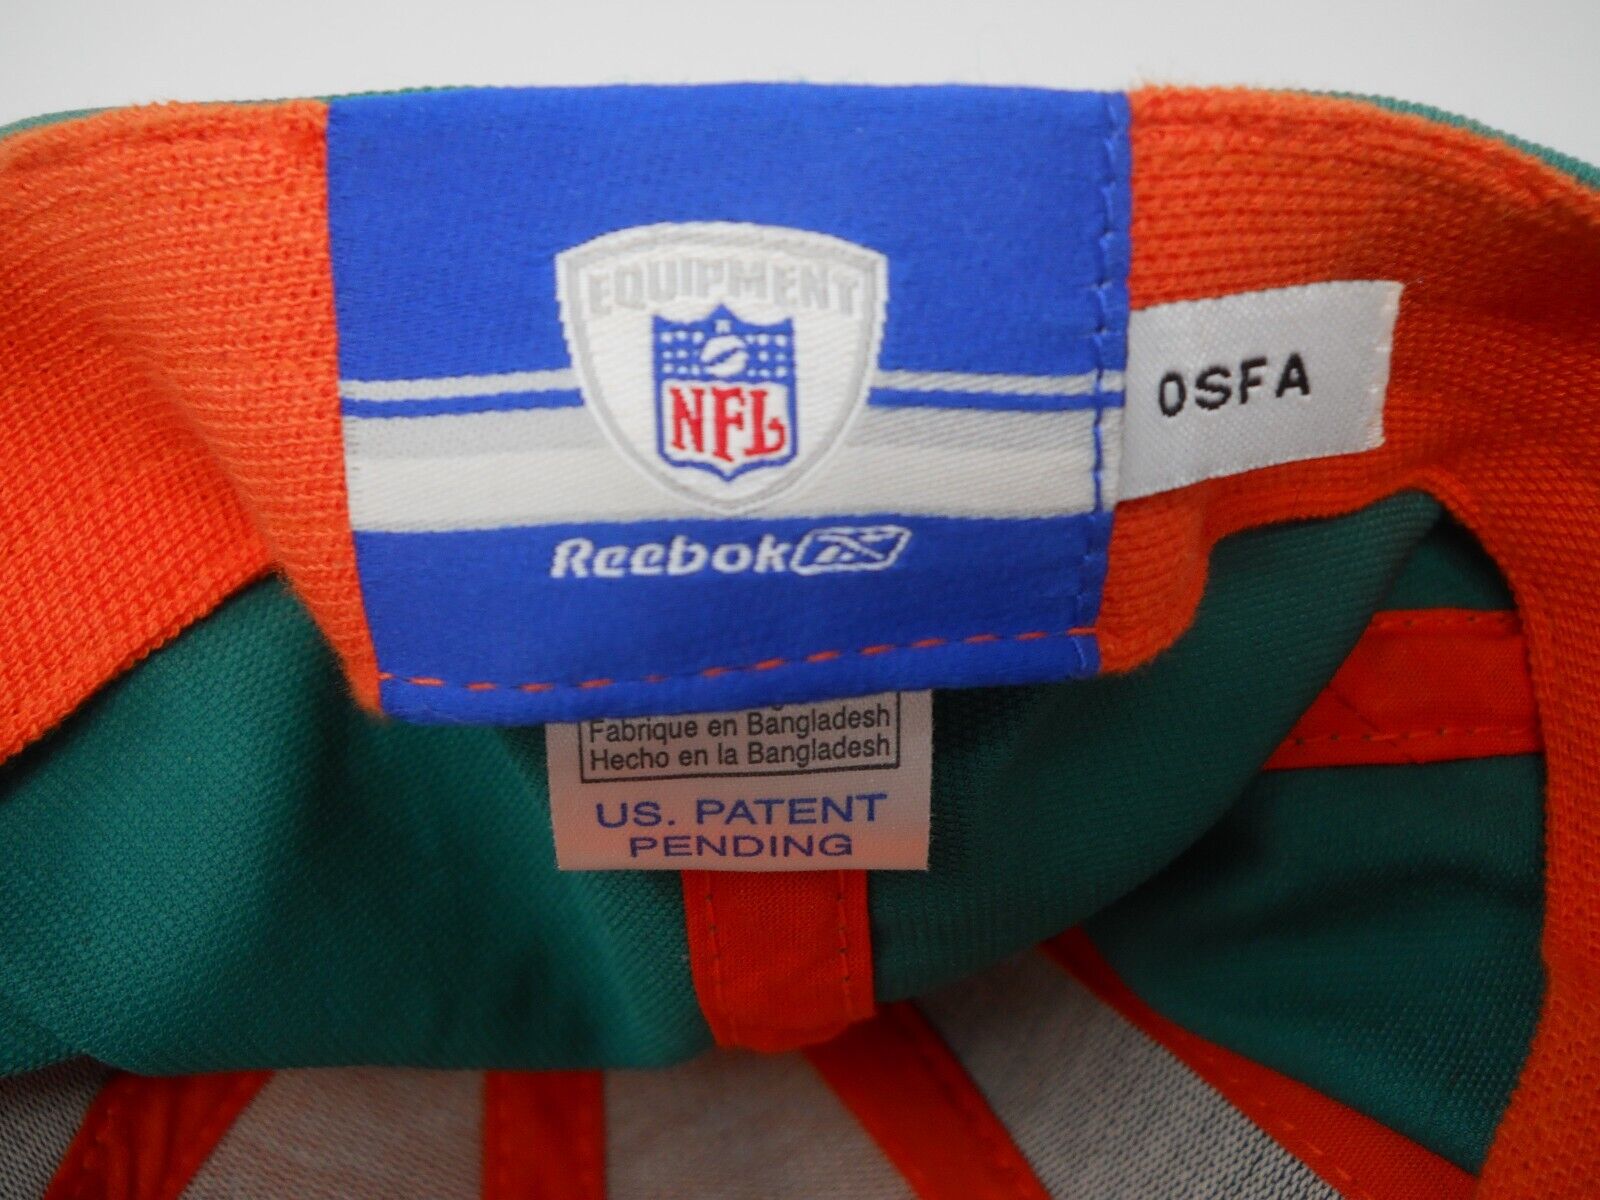 EQUIPMENT
NFL
Reebok
OSFA
Fabrique en Bangladesh
Hecho en la Bangladesh
US. PATENT
PENDING